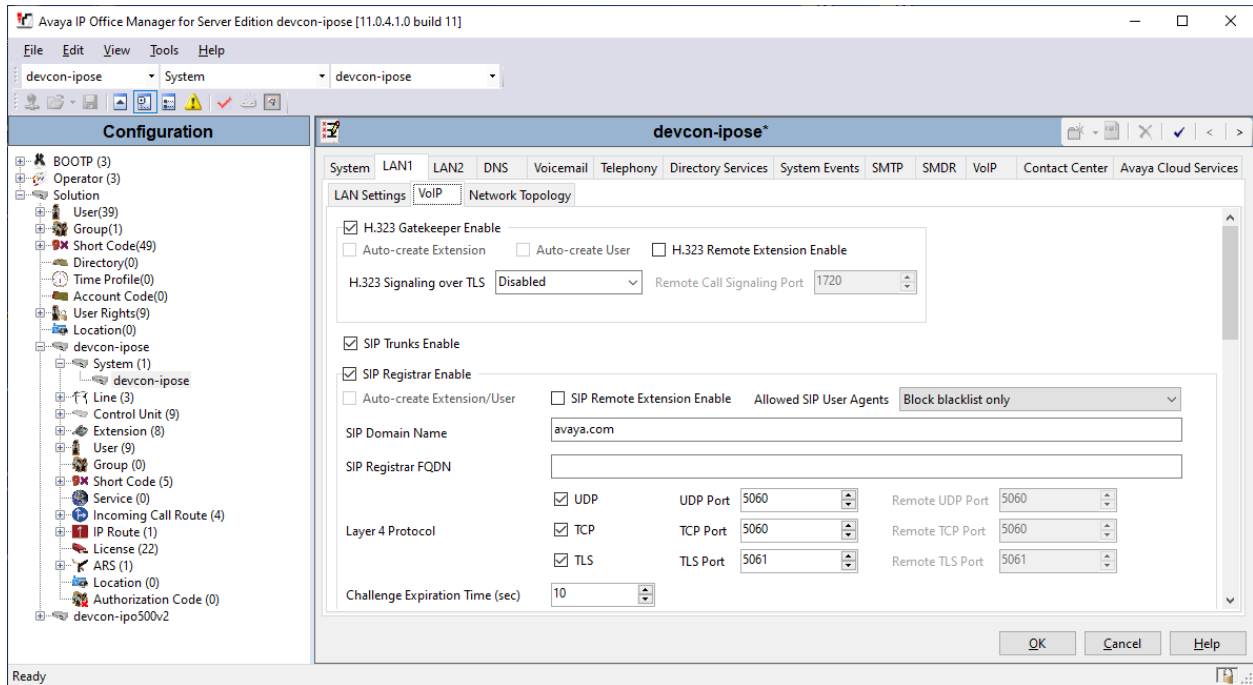 Avaya IP Office Manager for Server Edition devcon-ipose [11.0.4.1.0 build 11]
File Edit View Tools Help
devcon-ipose System devcon-ipose
Configuration
BOOTP (3)
Operator (3)
Solution
User(39)
Group(1)
Short Code(49)
Directory(0)
Time Profile(0)
Account Code(0)
User Rights(9)
Location(0)
devcon-ipose
System (1)
devcon-ipose
Line (3)
Control Unit (9)
Extension (8)
User (9)
Group (0)
Short Code (5)
Service (0)
Incoming Call Route (4)
IP Route (1)
License (22)
ARS (1)
Location (0)
Authorization Code (0)
devcon-ipo500v2
devcon-ipose*
System LAN1 LAN2 DNS Voicemail Telephony Directory Services System Events SMTP SMDR VoIP Contact Center Avaya Cloud Services
LAN Settings VoIP Network Topology
H.323 Gatekeeper Enable
Auto-create Extension Auto-create User H.323 Remote Extension Enable
H.323 Signaling over TLS Disabled Remote Call Signaling Port 1720
SIP Trunks Enable
SIP Registrar Enable
Auto-create Extension/User SIP Remote Extension Enable Allowed SIP User Agents Block blacklist only
SIP Domain Name avaya.com
SIP Registrar FQDN
UDP UDP Port 5060 Remote UDP Port 5060
Layer 4 Protocol TCP TCP Port 5060 Remote TCP Port 5060
TLS TLS Port 5061 Remote TLS Port 5061
Challenge Expiration Time (sec) 10
OK Cancel Help
Ready